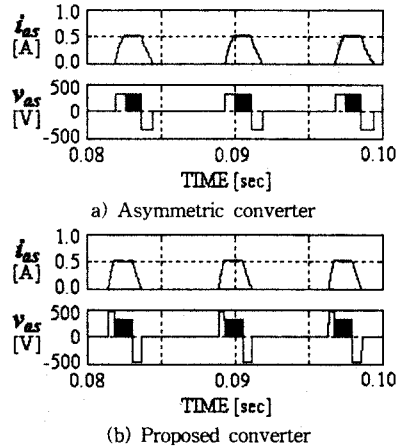 1.0
i_as 0.5
[A] 0.0
500
v_as 0
[V] -500
0.08 0.09 0.10
TIME [sec]
a) Asymmetric converter
1.0
i_as 0.5
[A] 0.0
500
v_as 0
[V] -500
0.08 0.09 0.10
TIME [sec]
(b) Proposed converter